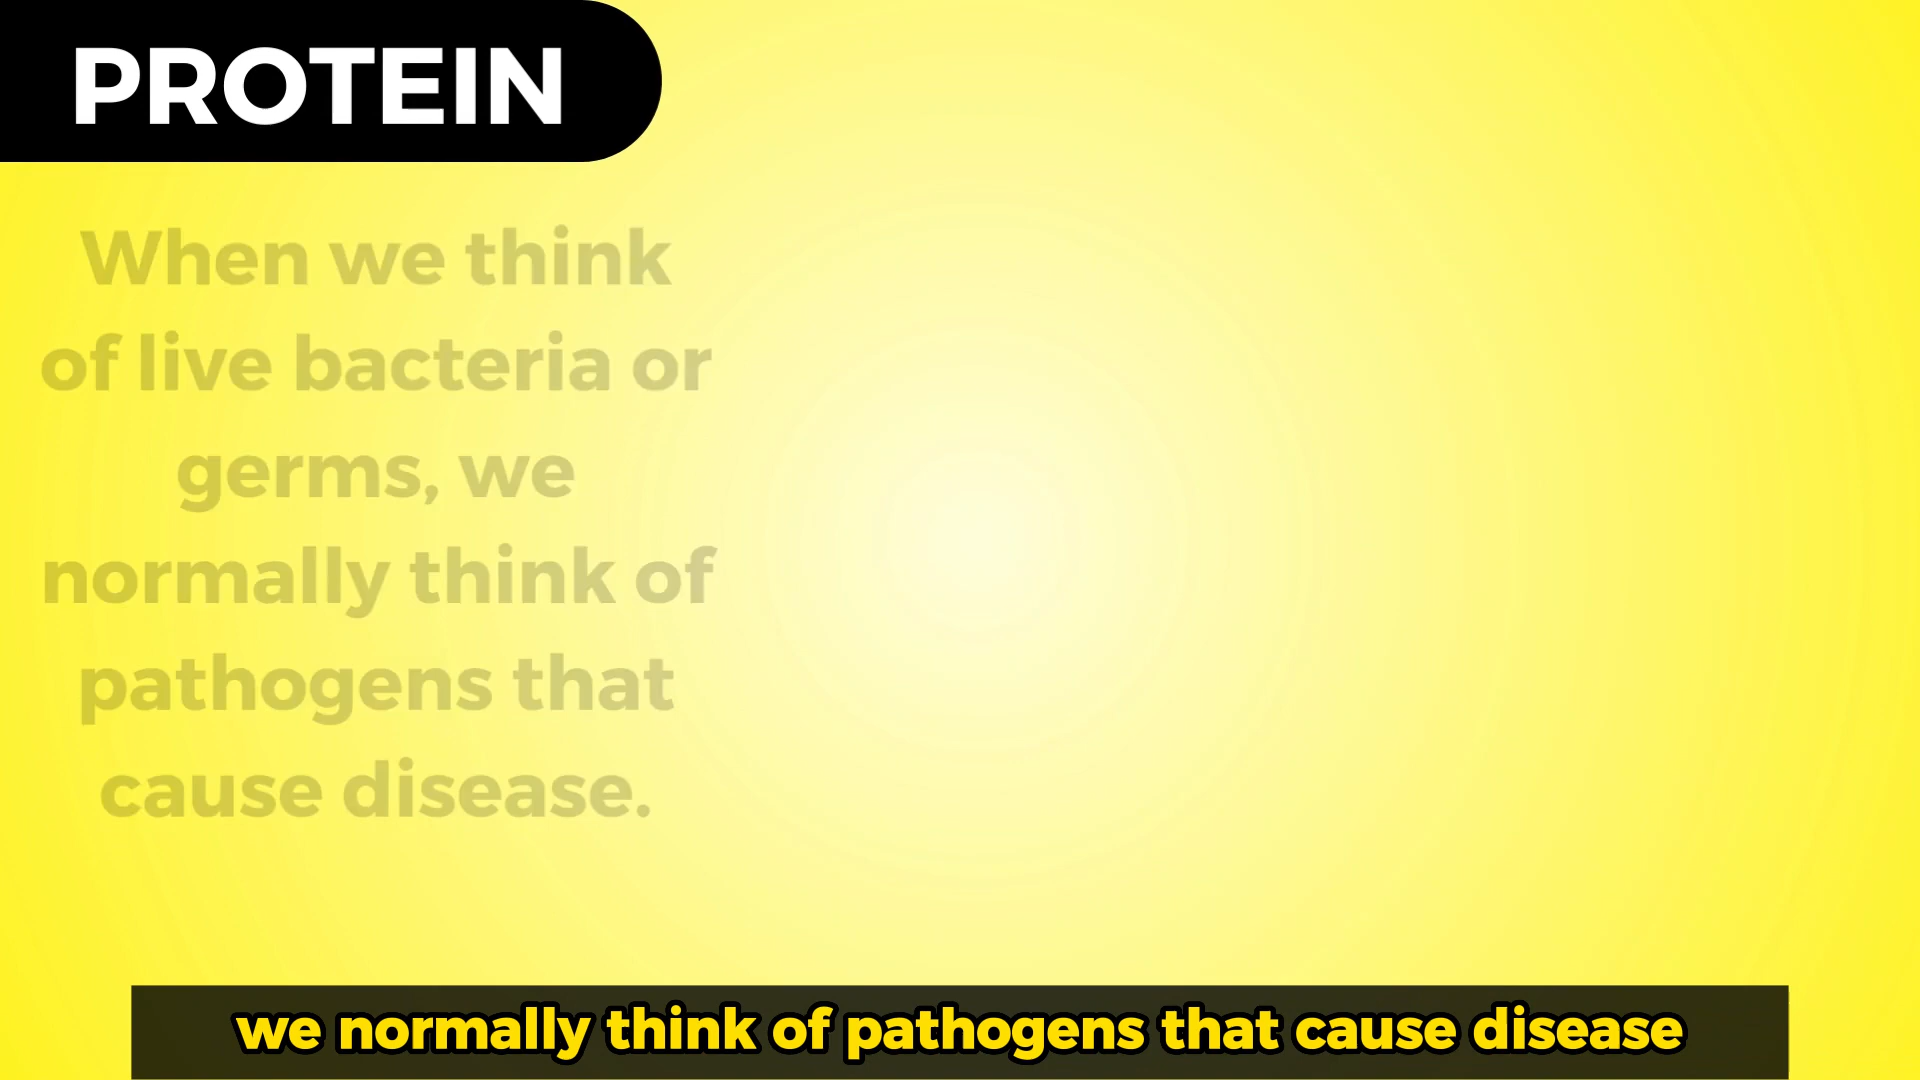 PROTEIN
When we think
of live bacteria or
germs, we
normally think of
pathogens that
cause disease.
we normally think of pathogens that cause disease